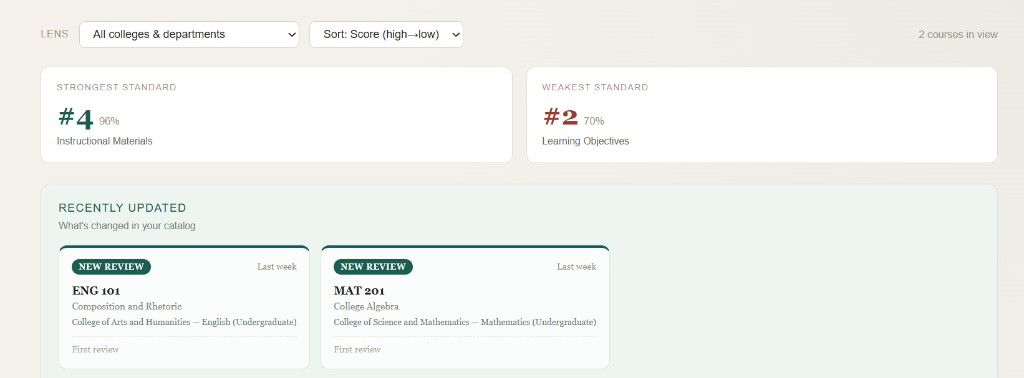 LENS All colleges & departments Sort: Score (high→low) 2 courses in view
STRONGEST STANDARD
#4 96%
Instructional Materials
WEAKEST STANDARD
#2 70%
Learning Objectives
RECENTLY UPDATED
What's changed in your catalog
NEW REVIEW Last week
ENG 101
Composition and Rhetoric
College of Arts and Humanities — English (Undergraduate)
First review
NEW REVIEW Last week
MAT 201
College Algebra
College of Science and Mathematics — Mathematics (Undergraduate)
First review